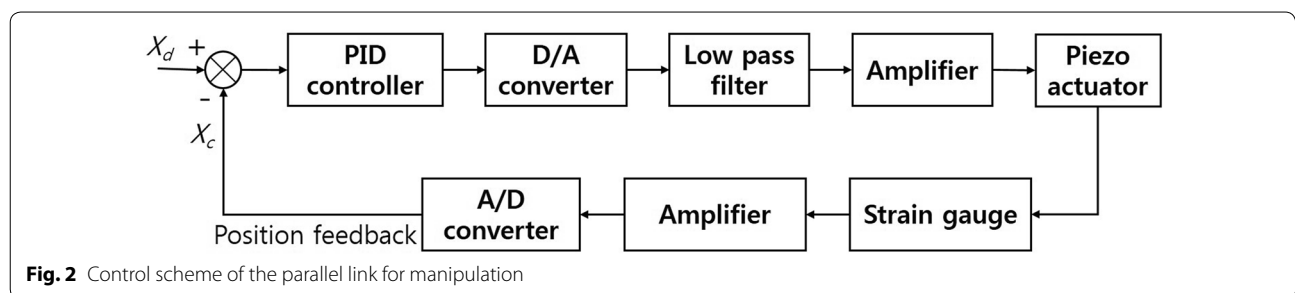 X_d +
PID
controller
D/A
converter
Low pass
filter
Amplifier
Piezo
actuator
-
X_c
A/D
converter
Amplifier
Strain gauge
Position feedback
Fig. 2 Control scheme of the parallel link for manipulation